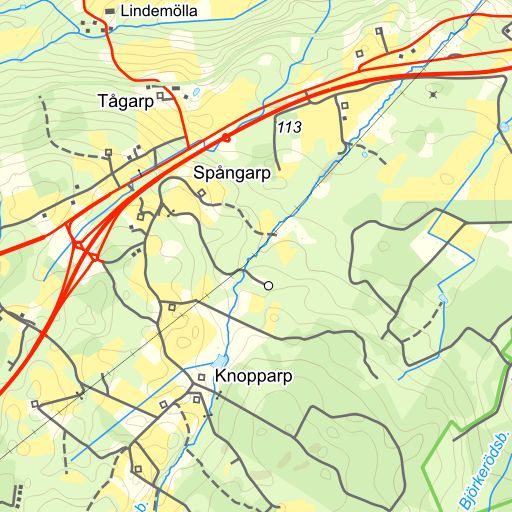 Lindemölla
Tågarp
113
Spångarp
Knopparp
Björkerödsb.
b.